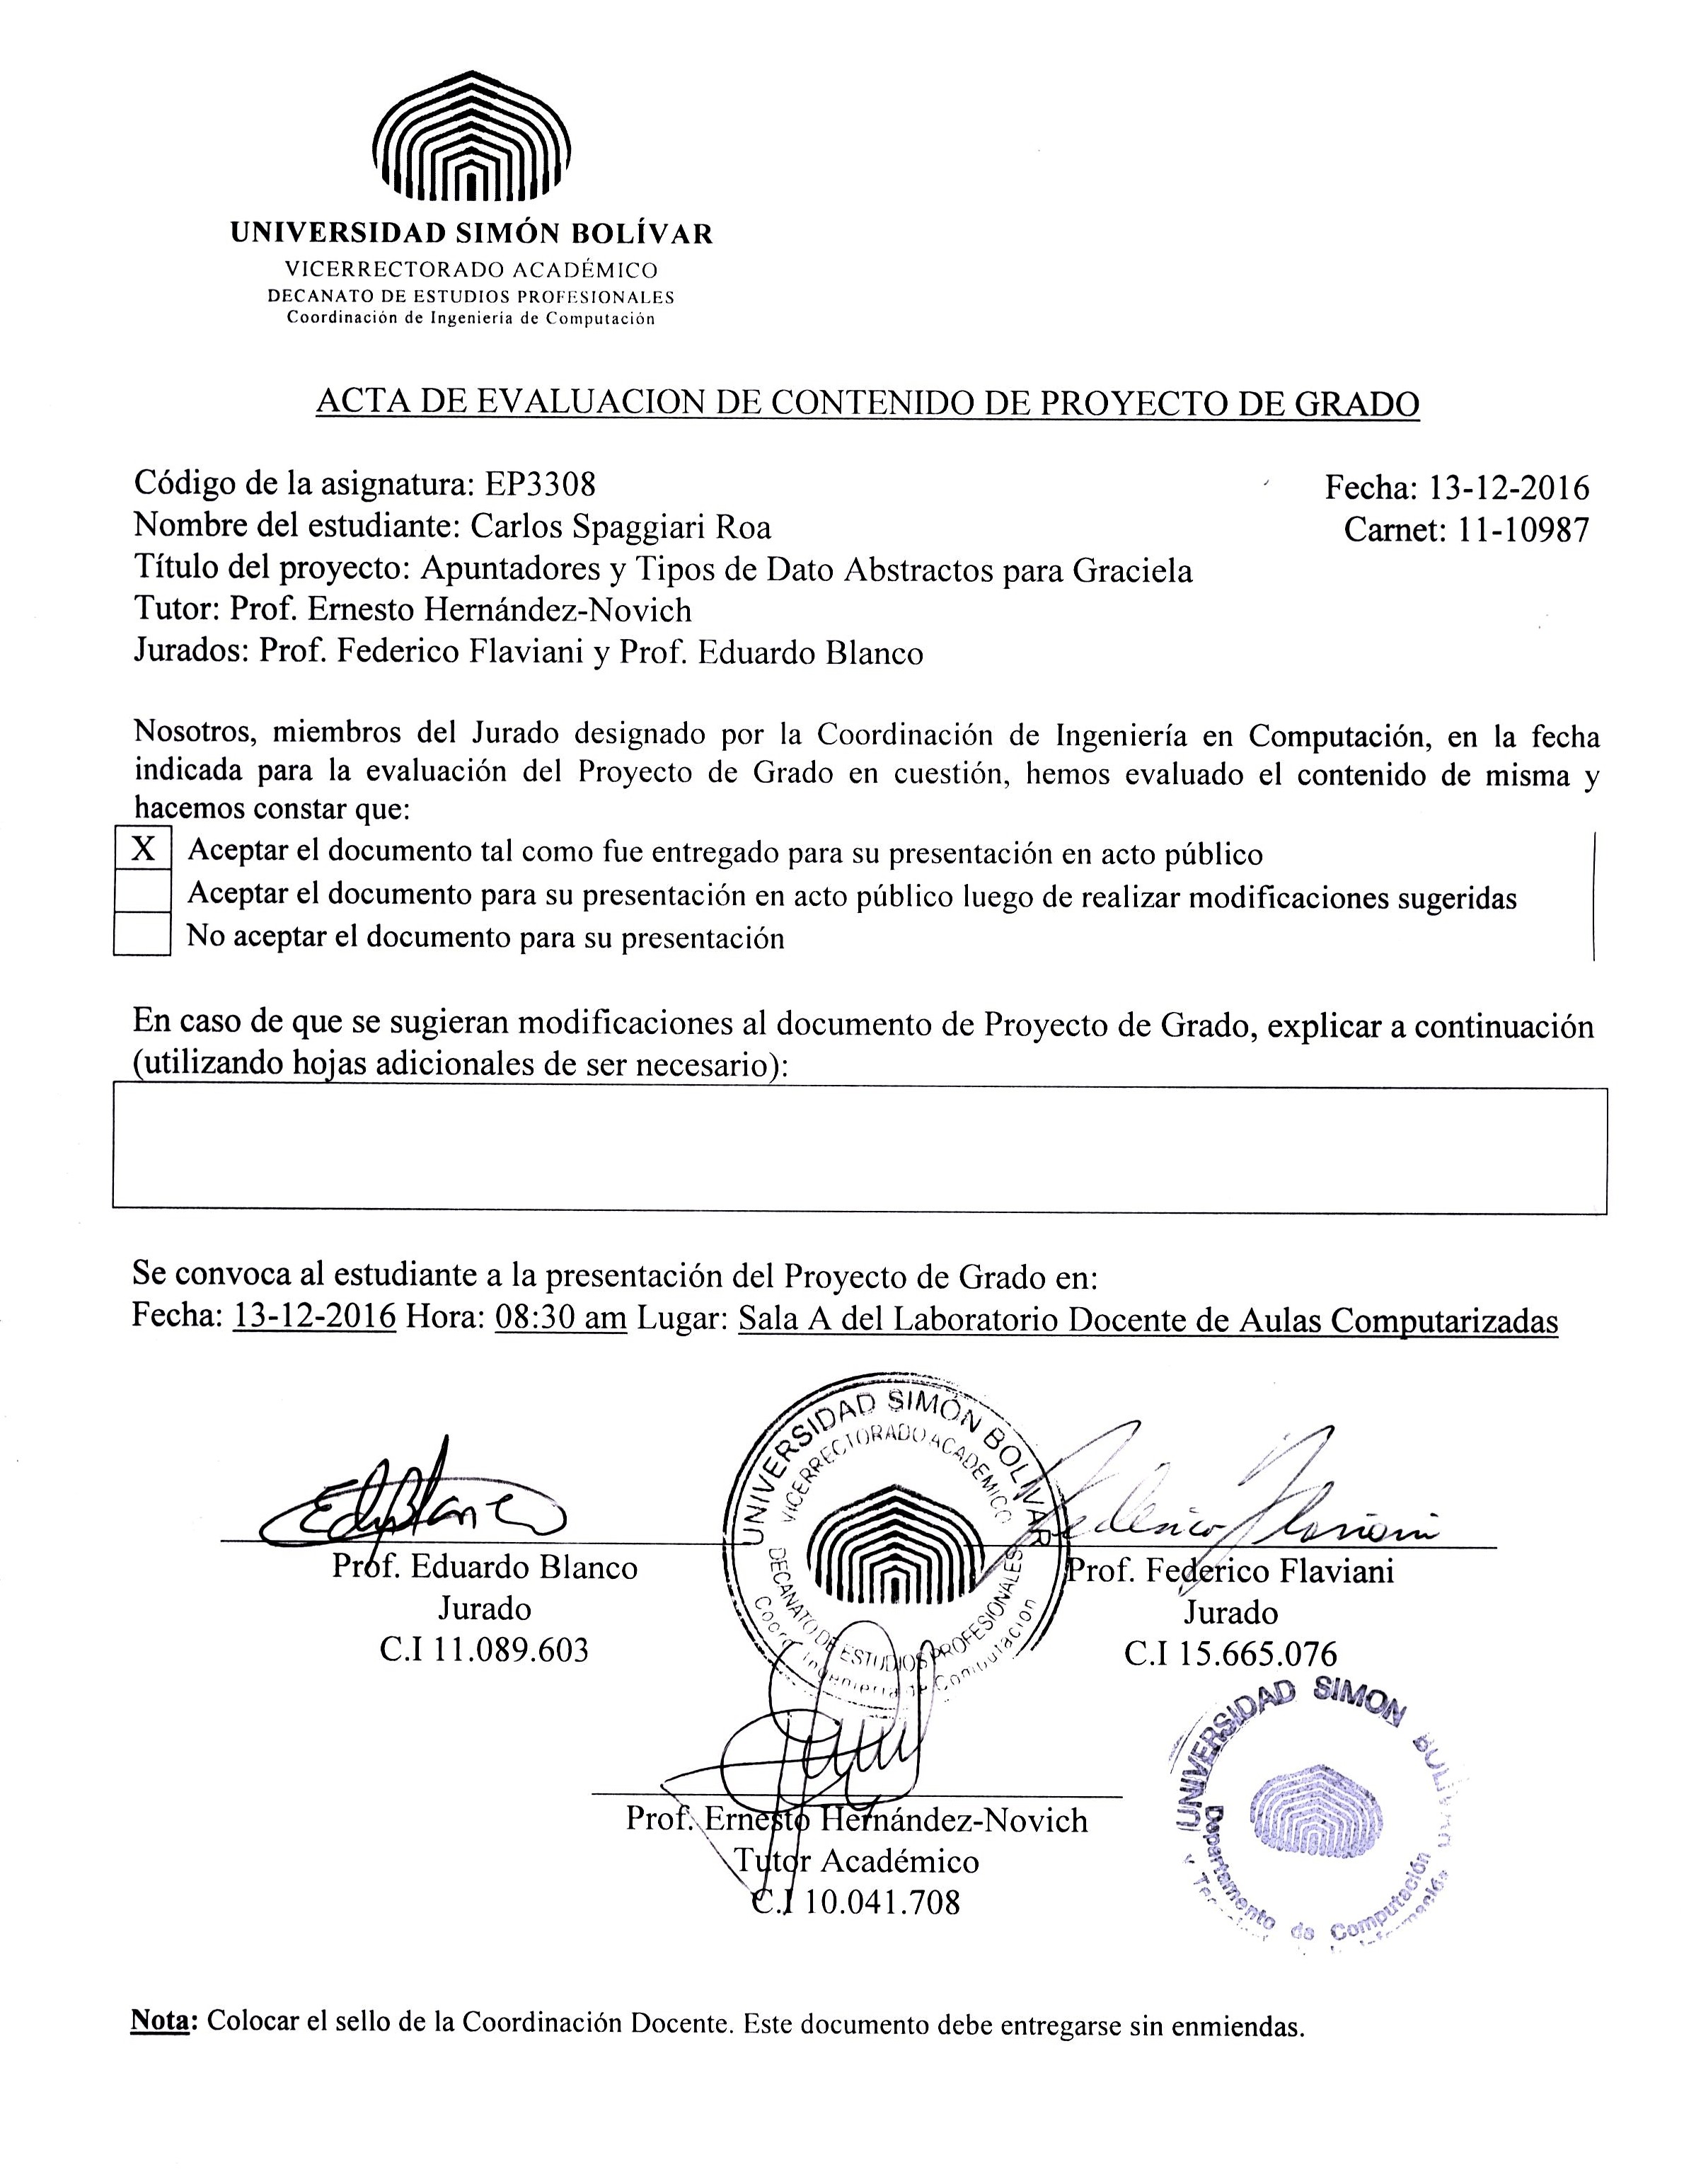 UNIVERSIDAD SIMÓN BOLÍVAR
VICERRECTORADO ACADÉMICO
DECANATO DE ESTUDIOS PROFESIONALES
Coordinación de Ingeniería de Computación
ACTA DE EVALUACION DE CONTENIDO DE PROYECTO DE GRADO
Código de la asignatura: EP3308 Fecha: 13-12-2016
Nombre del estudiante: Carlos Spaggiari Roa Carnet: 11-10987
Título del proyecto: Apuntadores y Tipos de Dato Abstractos para Graciela
Tutor: Prof. Ernesto Hernández-Novich
Jurados: Prof. Federico Flaviani y Prof. Eduardo Blanco
Nosotros, miembros del Jurado designado por la Coordinación de Ingeniería en Computación, en la fecha
indicada para la evaluación del Proyecto de Grado en cuestión, hemos evaluado el contenido de misma y
hacemos constar que:
X Aceptar el documento tal como fue entregado para su presentación en acto público
Aceptar el documento para su presentación en acto público luego de realizar modificaciones sugeridas
No aceptar el documento para su presentación
En caso de que se sugieran modificaciones al documento de Proyecto de Grado, explicar a continuación
(utilizando hojas adicionales de ser necesario):
Se convoca al estudiante a la presentación del Proyecto de Grado en:
Fecha: 13-12-2016 Hora: 08:30 am Lugar: Sala A del Laboratorio Docente de Aulas Computarizadas
UNIVERSIDAD SIMÓN BOLÍVAR
VICERRECTORADO ACADEMICO
DECANATO DE ESTUDIOS PROFESIONALES
Ingeniería de Computacion
EdBlanco
Federico Flaviani
Prof. Eduardo Blanco
Jurado
C.I 11.089.603
Prof. Federico Flaviani
Jurado
C.I 15.665.076
Prof. Ernesto Hernández-Novich
Tutor Académico
C.I 10.041.708
UNIVERSIDAD SIMON BOLIVAR
Departamento de Computación
y
Nota: Colocar el sello de la Coordinación Docente. Este documento debe entregarse sin enmiendas.